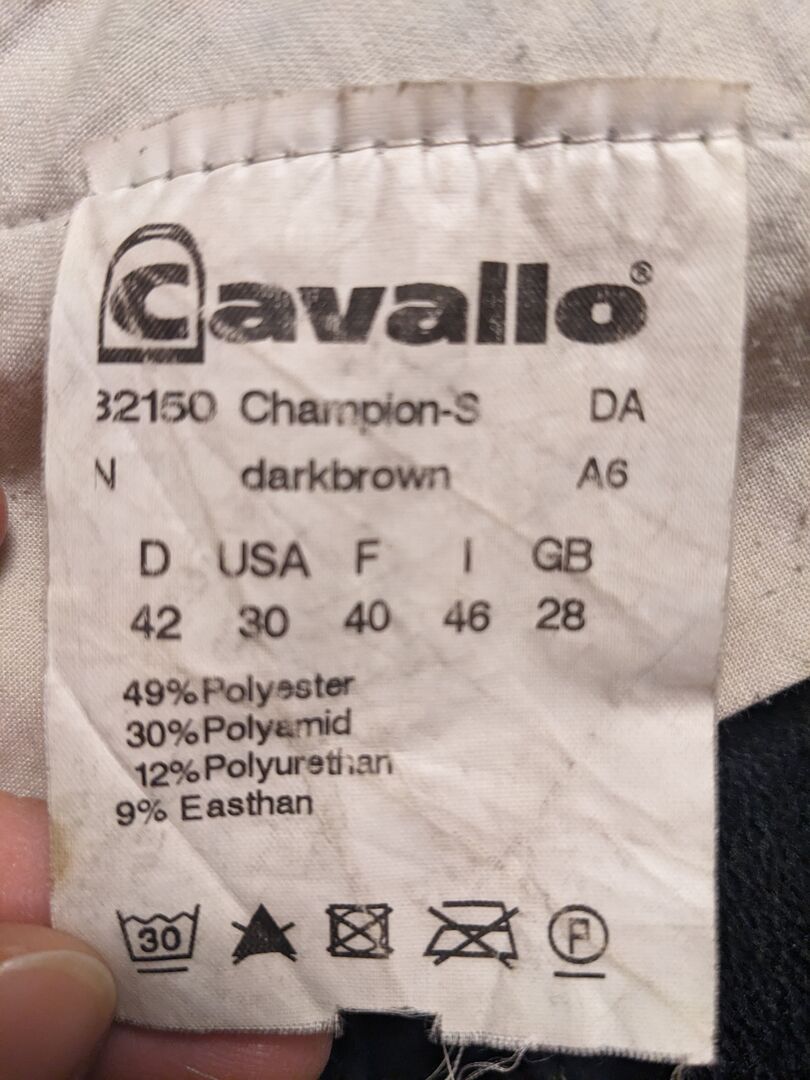 Cavallo®
32150 Champion-S DA
N darkbrown A6
D USA F I GB
42 30 40 46 28
49%Polyester
30%Polyamid
12%Polyurethan
9% Easthan
30
P